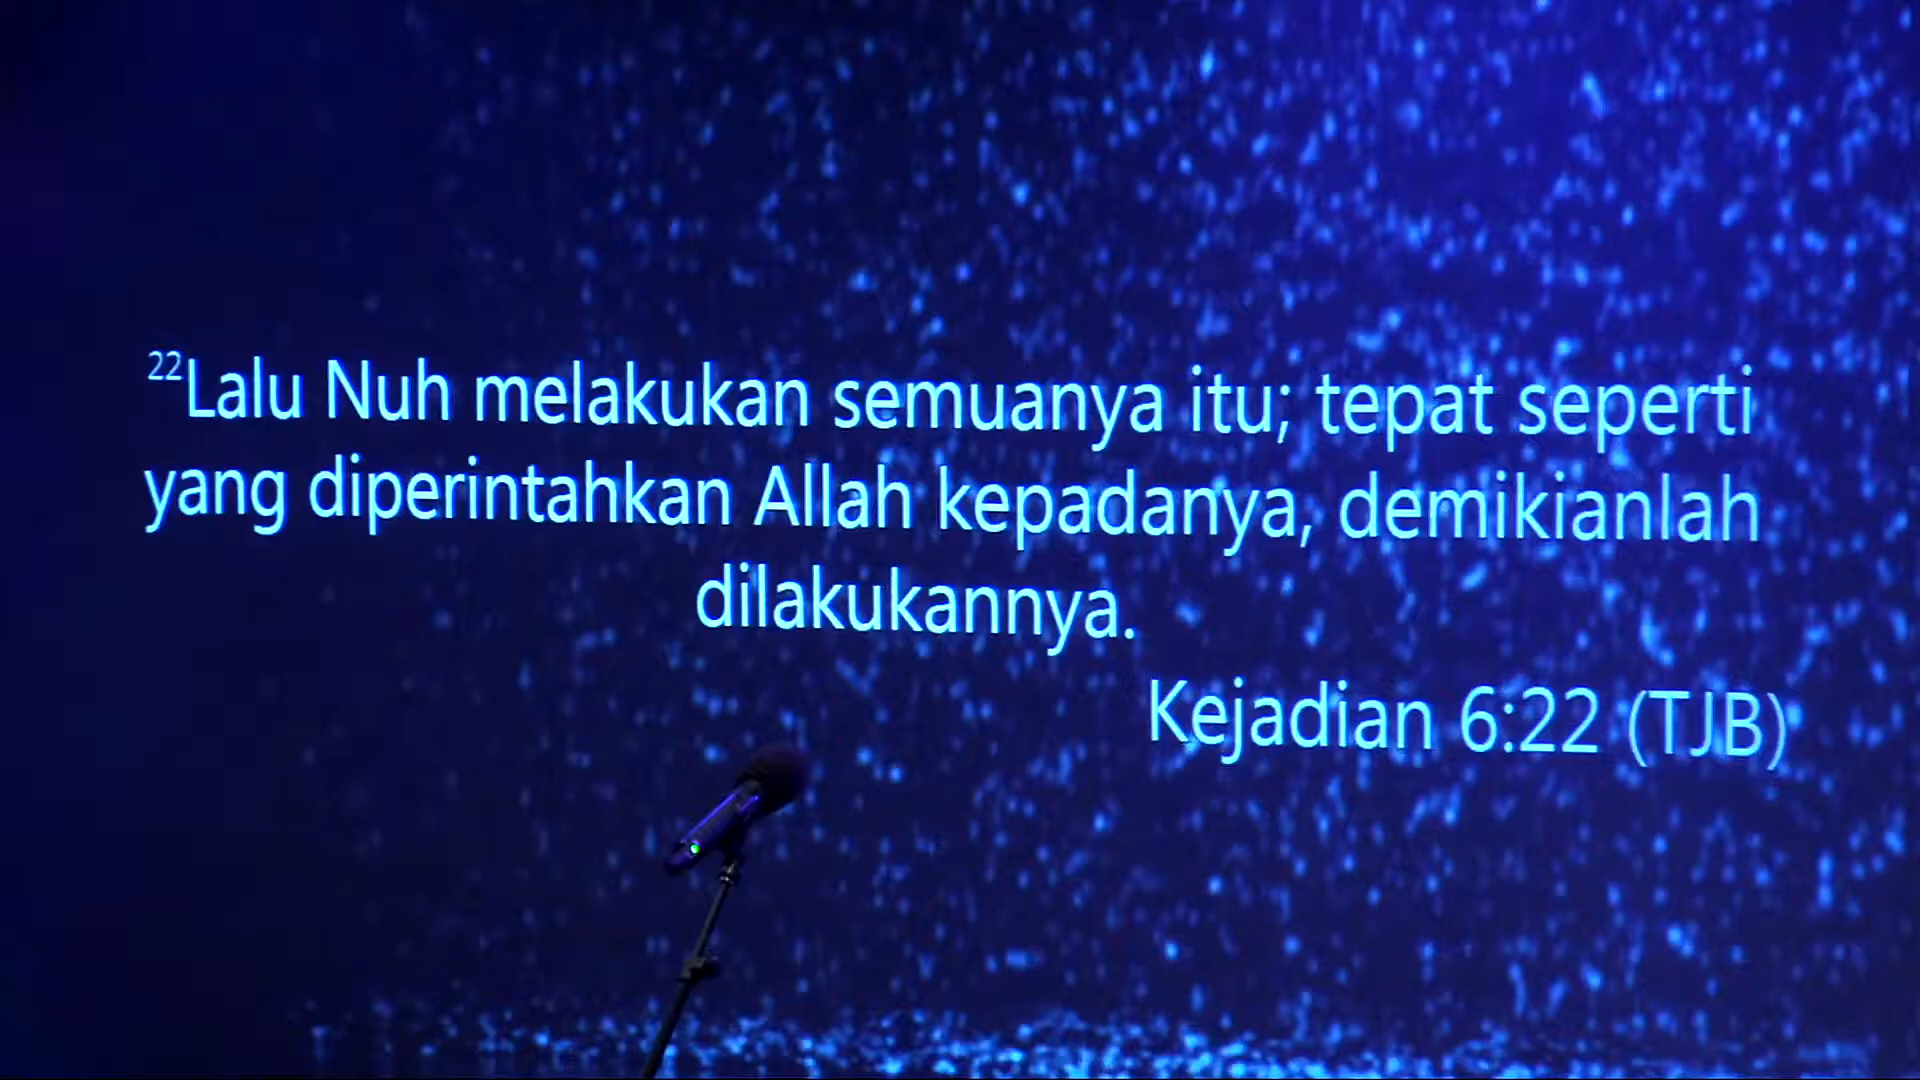 22Lalu Nuh melakukan semuanya itu; tepat seperti
yang diperintahkan Allah kepadanya, demikianlah
dilakukannya.
Kejadian 6:22 (TJB)